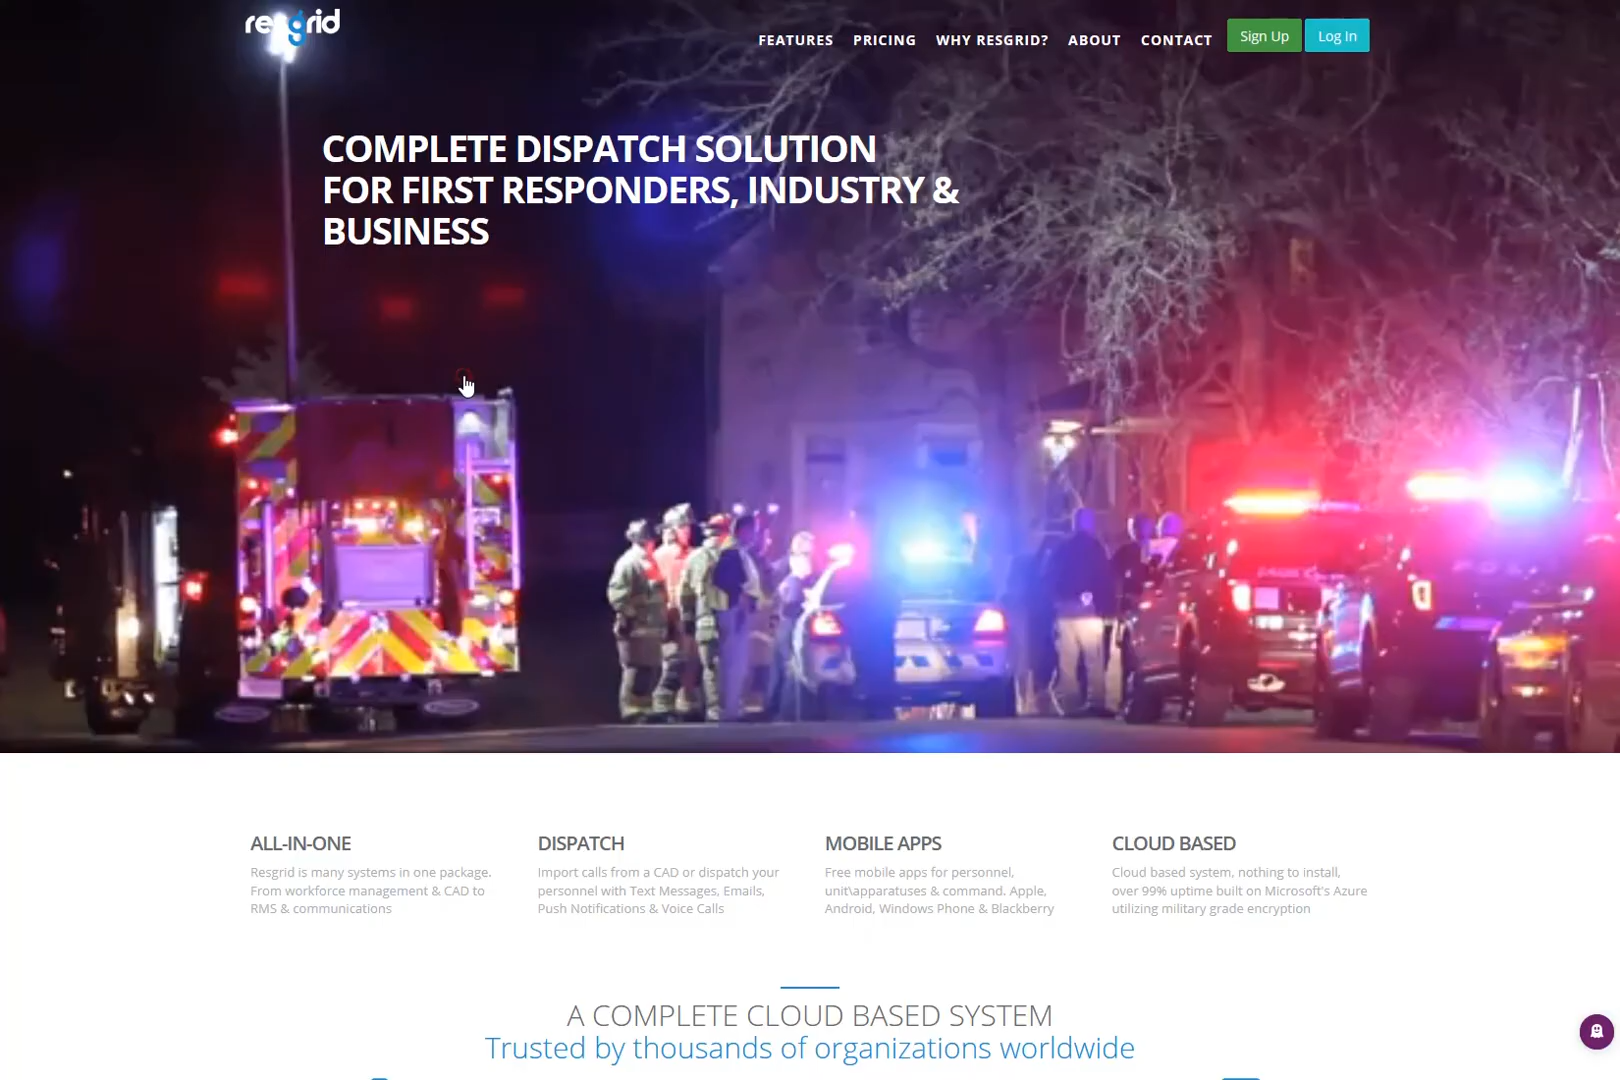 resgrid
FEATURES PRICING WHY RESGRID? ABOUT CONTACT Sign Up Log In
COMPLETE DISPATCH SOLUTION
FOR FIRST RESPONDERS, INDUSTRY &
BUSINESS
ALL-IN-ONE
Resgrid is many systems in one package.
From workforce management & CAD to
RMS & communications
DISPATCH
Import calls from a CAD or dispatch your
personnel with Text Messages, Emails,
Push Notifications & Voice Calls
MOBILE APPS
Free mobile apps for personnel,
unit\apparatuses & command. Apple,
Android, Windows Phone & Blackberry
CLOUD BASED
Cloud based system, nothing to install,
over 99% uptime built on Microsoft's Azure
utilizing military grade encryption
A COMPLETE CLOUD BASED SYSTEM
Trusted by thousands of organizations worldwide